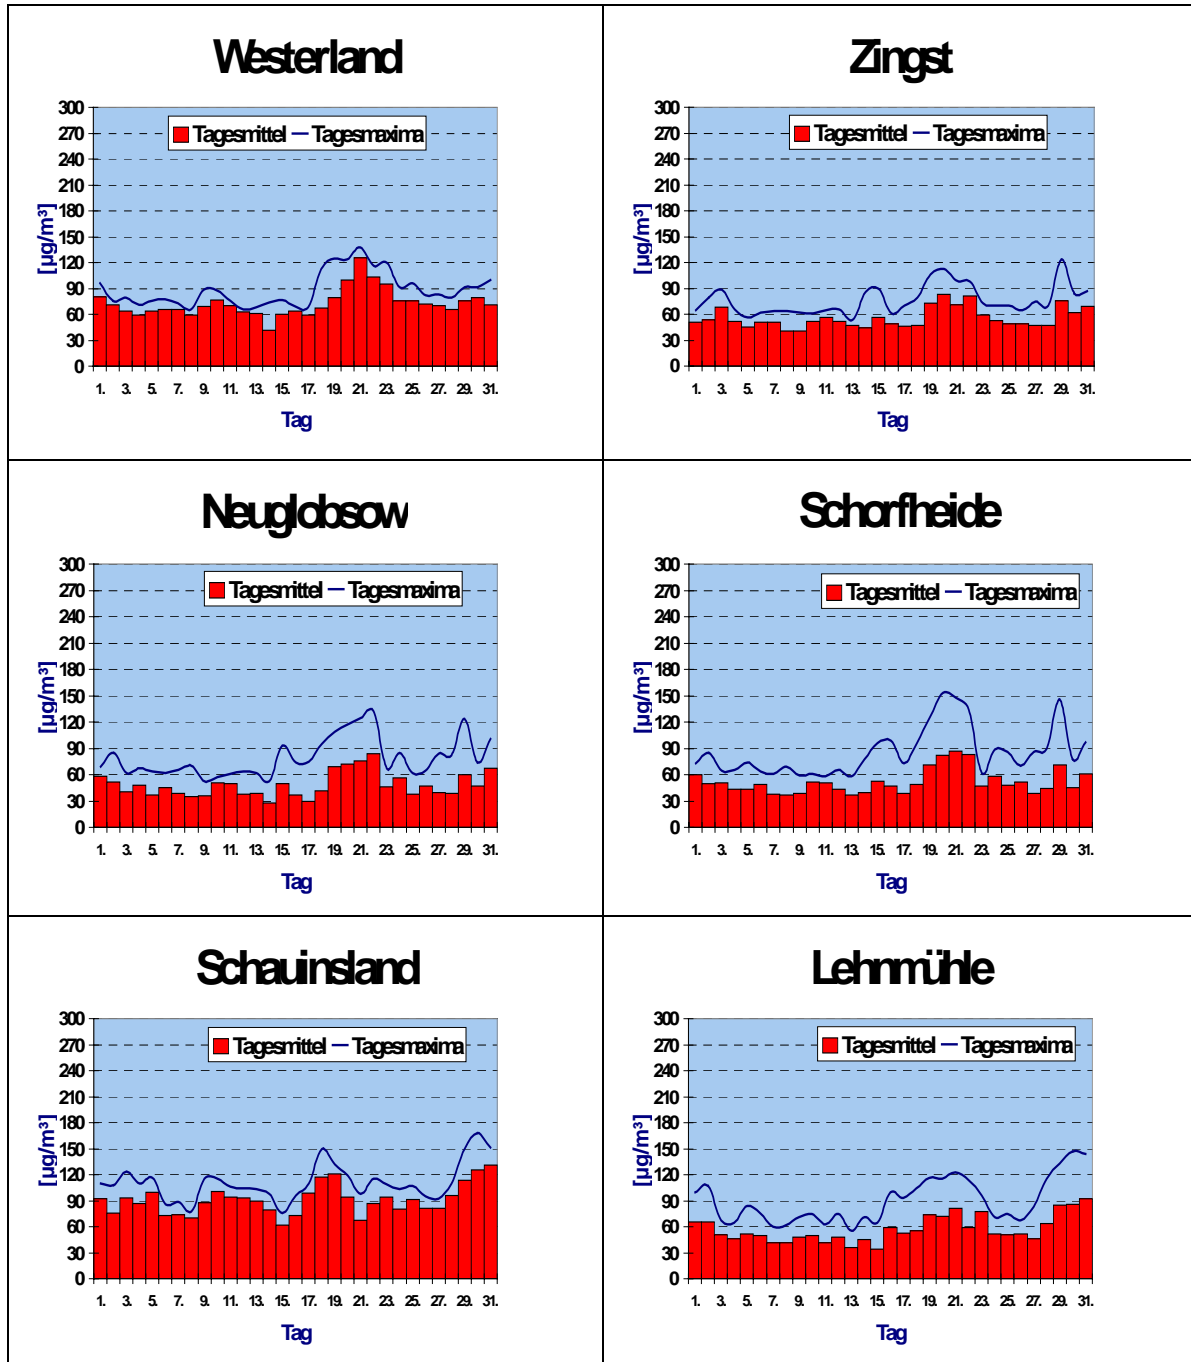 Westerland
300
270
240
210
180
150
120
90
60
30
0
[µg/m³]
Tagesmittel Tagesmaxima
1. 3. 5. 7. 9. 11. 13. 15. 17. 19. 21. 23. 25. 27. 29. 31.
Tag
Zingst
300
270
240
210
180
150
120
90
60
30
0
[µg/m³]
Tagesmittel Tagesmaxima
1. 3. 5. 7. 9. 11. 13. 15. 17. 19. 21. 23. 25. 27. 29. 31.
Tag
Neuglobsow
300
270
240
210
180
150
120
90
60
30
0
[µg/m³]
Tagesmittel Tagesmaxima
1. 3. 5. 7. 9. 11. 13. 15. 17. 19. 21. 23. 25. 27. 29. 31.
Tag
Schorfheide
300
270
240
210
180
150
120
90
60
30
0
[µg/m³]
Tagesmittel Tagesmaxima
1. 3. 5. 7. 9. 11. 13. 15. 17. 19. 21. 23. 25. 27. 29. 31.
Tag
Schauinsland
300
270
240
210
180
150
120
90
60
30
0
[µg/m³]
Tagesmittel Tagesmaxima
1. 3. 5. 7. 9. 11. 13. 15. 17. 19. 21. 23. 25. 27. 29. 31.
Tag
Lehnmühle
300
270
240
210
180
150
120
90
60
30
0
[µg/m³]
Tagesmittel Tagesmaxima
1. 3. 5. 7. 9. 11. 13. 15. 17. 19. 21. 23. 25. 27. 29. 31.
Tag